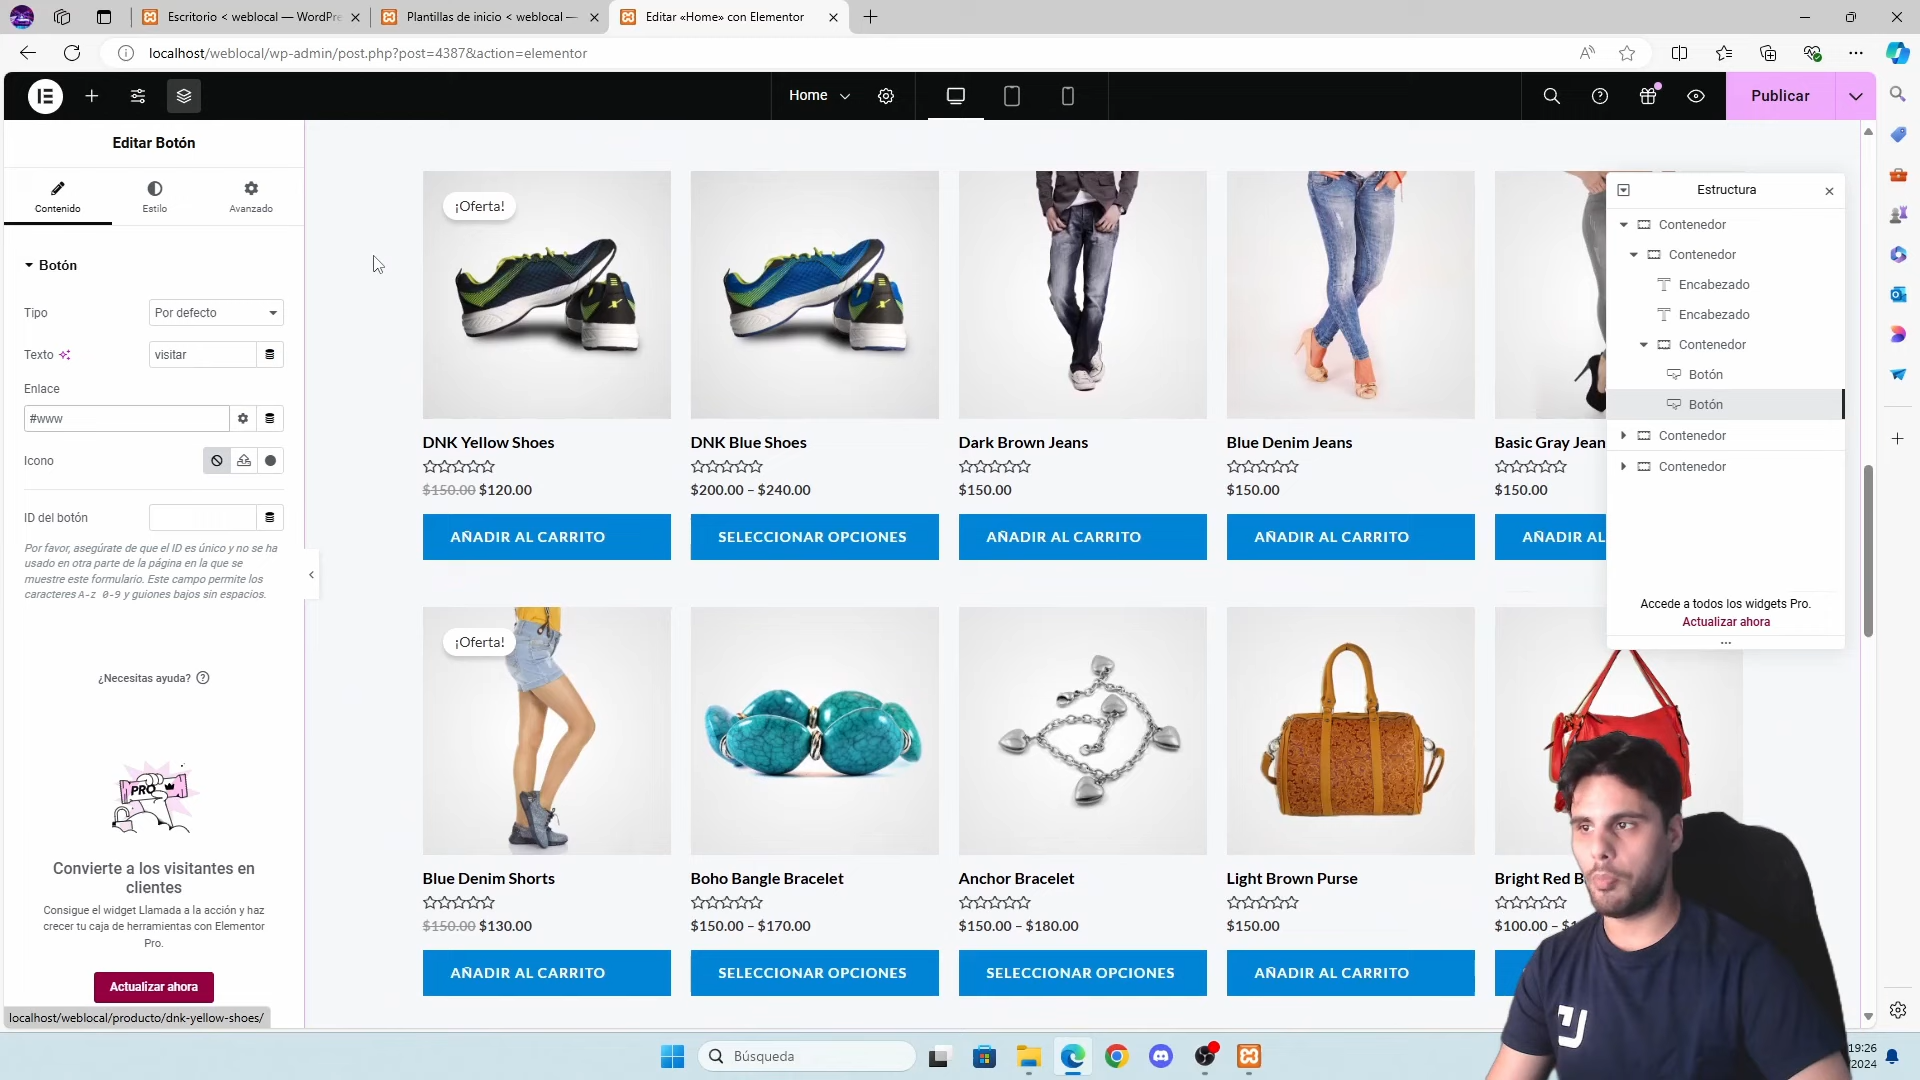 Escritorio < weblocal — WordPre
Plantillas de inicio < weblocal —
Editar «Home» con Elementor
localhost/weblocal/wp-admin/post.php?post=4387&action=elementor
Home
Publicar
Editar Botón
Contenido
Estilo
Avanzado
Botón
Tipo
Por defecto
Texto
visitar
Enlace
#www
Icono
ID del botón
Por favor, asegúrate de que el ID es único y no se ha
usado en otra parte de la página en la que se
muestre este formulario. Este campo permite los
caracteres A-z 0-9 y guiones bajos sin espacios.
¿Necesitas ayuda?
PRO
Convierte a los visitantes en
clientes
Consigue el widget Llamada a la acción y haz
crecer tu caja de herramientas con Elementor
Pro.
Actualizar ahora
localhost/weblocal/producto/dnk-yellow-shoes/
¡Oferta!
DNK Yellow Shoes
$150.00 $120.00
AÑADIR AL CARRITO
DNK Blue Shoes
$200.00 – $240.00
SELECCIONAR OPCIONES
Dark Brown Jeans
$150.00
AÑADIR AL CARRITO
Blue Denim Jeans
$150.00
AÑADIR AL CARRITO
Basic Gray Jean
$150.00
AÑADIR AL
¡Oferta!
Blue Denim Shorts
$150.00 $130.00
AÑADIR AL CARRITO
Boho Bangle Bracelet
$150.00 – $170.00
SELECCIONAR OPCIONES
Anchor Bracelet
$150.00 – $180.00
SELECCIONAR OPCIONES
Light Brown Purse
$150.00
AÑADIR AL CARRITO
Bright Red B
$100.00 –
Estructura
Contenedor
Contenedor
Encabezado
Encabezado
Contenedor
Botón
Botón
Contenedor
Contenedor
Accede a todos los widgets Pro.
Actualizar ahora
Búsqueda
19:26
2024